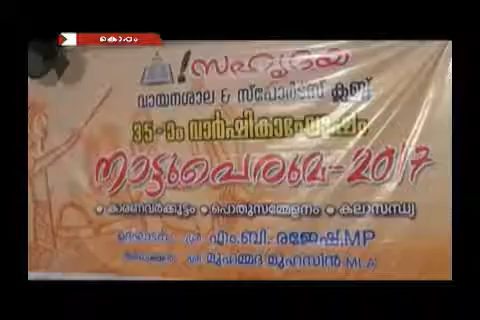 കൊപ്പം
സഹൃദയ
വായനശാല & സ്പോർട്സ് ക്ലബ്ബ്
35-ാം വാർഷികാഘോഷം
നാട്ടുപെരുമ-2017
• കാരണവർക്കൂട്ടം • പൊതുസമ്മേളനം • കലാസന്ധ്യ
ശ്രീ എം.ബി. രാജേഷ് MP
ശ്രീ മുഹമ്മദ് മുഹസിൻ MLA